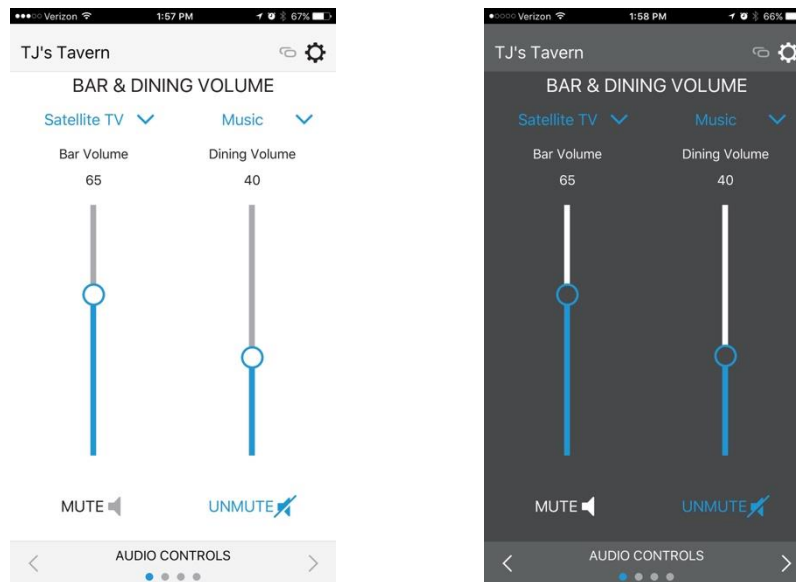 Verizon 1:57 PM 67%
TJ's Tavern
BAR & DINING VOLUME
Satellite TV Music
Bar Volume Dining Volume
65 40
MUTE UNMUTE
AUDIO CONTROLS
Verizon 1:58 PM 66%
TJ's Tavern
BAR & DINING VOLUME
Satellite TV Music
Bar Volume Dining Volume
65 40
MUTE UNMUTE
AUDIO CONTROLS